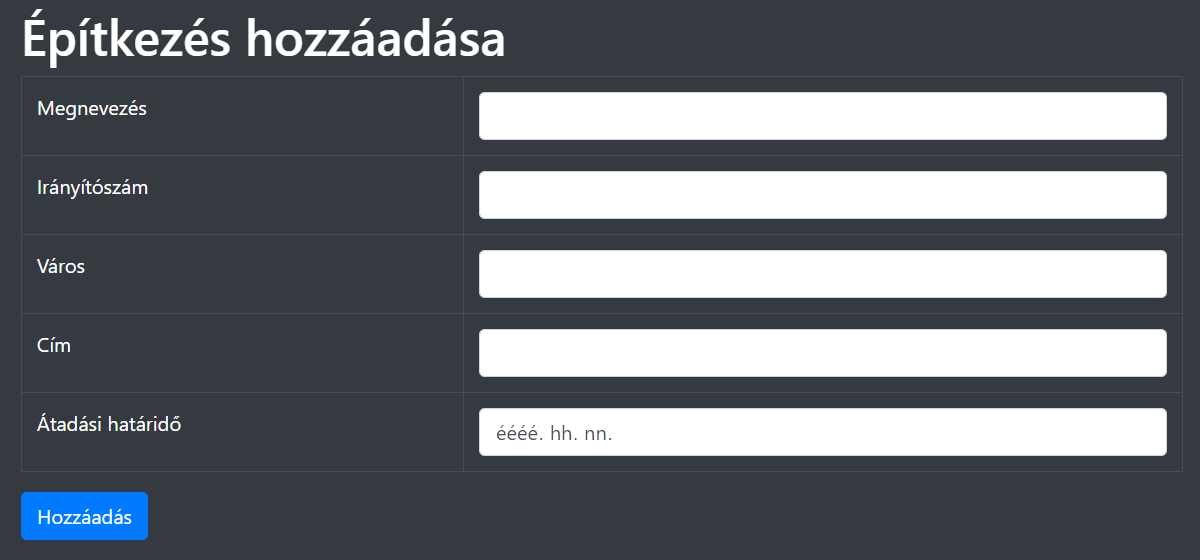 Építkezés hozzáadása
Megnevezés
Irányítószám
Város
Cím
Átadási határidő
éééé. hh. nn.
Hozzáadás